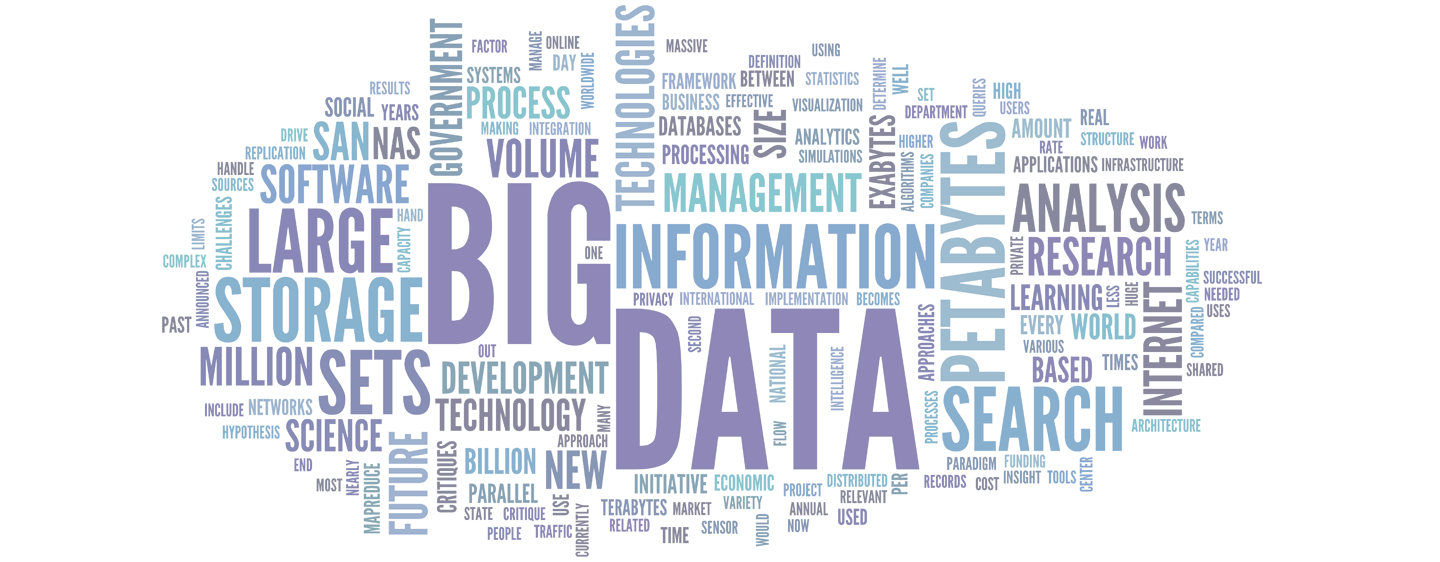 GOVERNMENT
FACTOR
MANAGE
ONLINE
DAY
WORLDWIDE
SYSTEMS
PROCESS
MAKING
INTEGRATION
VOLUME
TECHNOLOGIES
MASSIVE
DEFINITION
USING
FRAMEWORK
BETWEEN
STATISTICS
DETERMINE
WELL
BUSINESS
EFFECTIVE
VISUALIZATION
DATABASES
SIZE
ANALYTICS
PROCESSING
SIMULATIONS
MANAGEMENT
EXABYTES
SET
DEPARTMENT
QUERIES
HIGH
USERS
HIGHER
ALGORITHMS
COMPANIES
PETABYTES
AMOUNT
REAL
RATE
STRUCTURE
WORK
APPLICATIONS
INFRASTRUCTURE
ANALYSIS
TERMS
PRIVATE
RESEARCH
CAPABILITIES
YEAR
LEARNING
LESS
HUGE
INTERNET
SUCCESSFUL
NEEDED
USES
EVERY
WORLD
COMPARED
VARIOUS
BASED
TIMES
SHARED
SEARCH
ARCHITECTURE
RESULTS
SOCIAL
YEARS
DRIVE
SAN
NAS
REPLICATION
HANDLE
SOURCES
SOFTWARE
CHALLENGES
LARGE
HAND
CAPACITY
LIMITS
COMPLEX
ANNOUNCED
STORAGE
PAST
MILLION
SETS
INCLUDE
NETWORKS
HYPOTHESIS
SCIENCE
END
MOST
NEARLY
MAPREDUCE
FUTURE
BIG
ONE
INFORMATION
PRIVACY
INTERNATIONAL
IMPLEMENTATION
BECOMES
DATA
SECOND
NATIONAL
FLOW
INTELLIGENCE
APPROACHES
PROCESSES
OUT
DEVELOPMENT
TECHNOLOGY
MANY
APPROACH
CRITIQUES
BILLION
NEW
PARALLEL
USE
STATE
CRITIQUE
PEOPLE
TRAFFIC
CURRENTLY
INITIATIVE
ECONOMIC
TERABYTES
MARKET
VARIETY
RELATED
TIME
SENSOR
WOULD
PROJECT
DISTRIBUTED
PER
RELEVANT
ANNUAL
NOW
USED
PARADIGM
FUNDING
RECORDS
COST
INSIGHT
TOOLS
CENTER